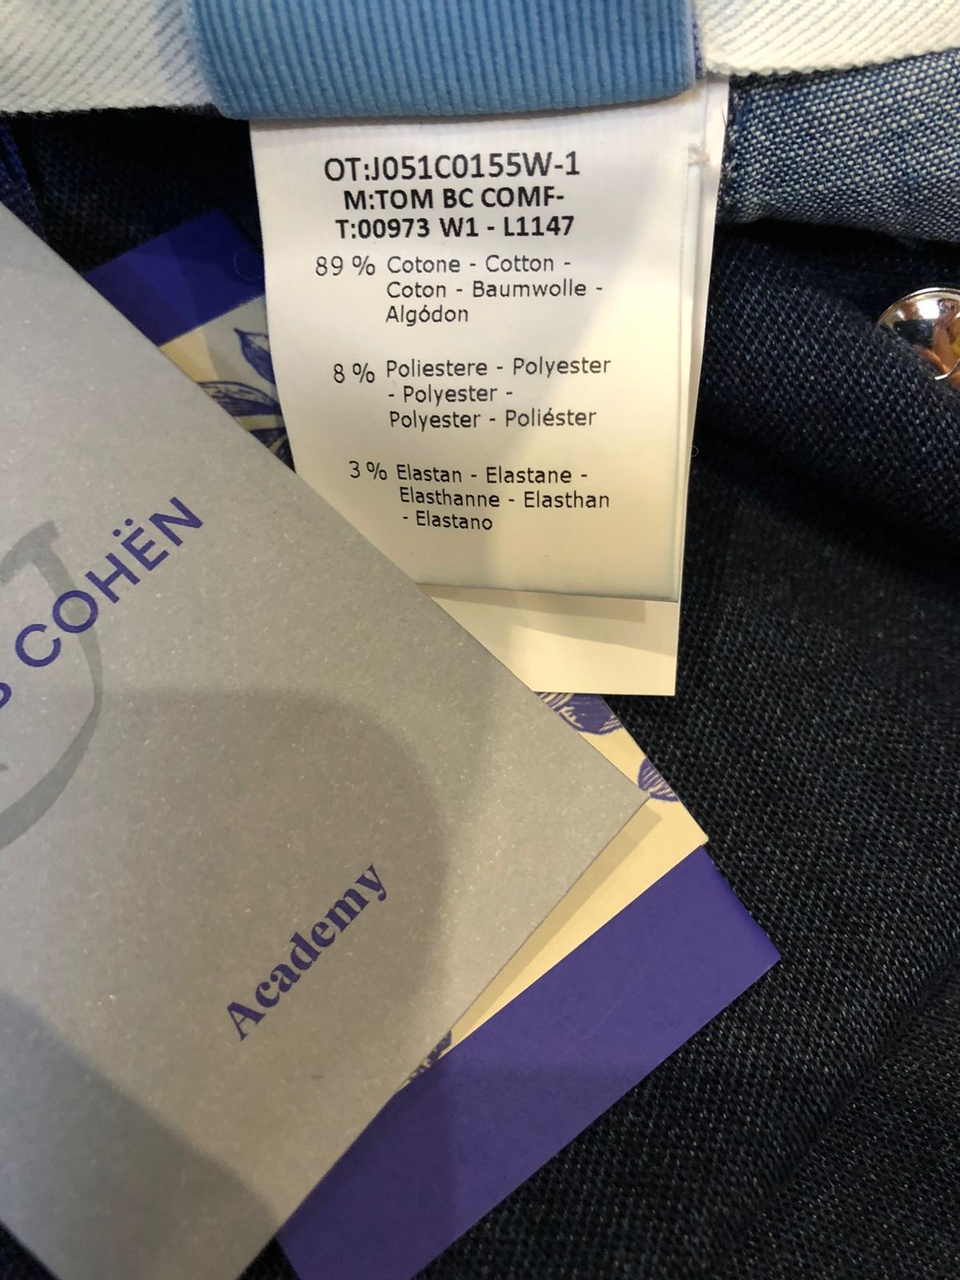 OT:J051C0155W-1
M:TOM BC COMF-
T:00973 W1 - L1147
89 % Cotone - Cotton -
Coton - Baumwolle -
Algódon
8 % Poliestere - Polyester
- Polyester -
Polyester - Poliéster
3 % Elastan - Elastane -
Elasthanne - Elasthan
- Elastano
COHËN
Academy